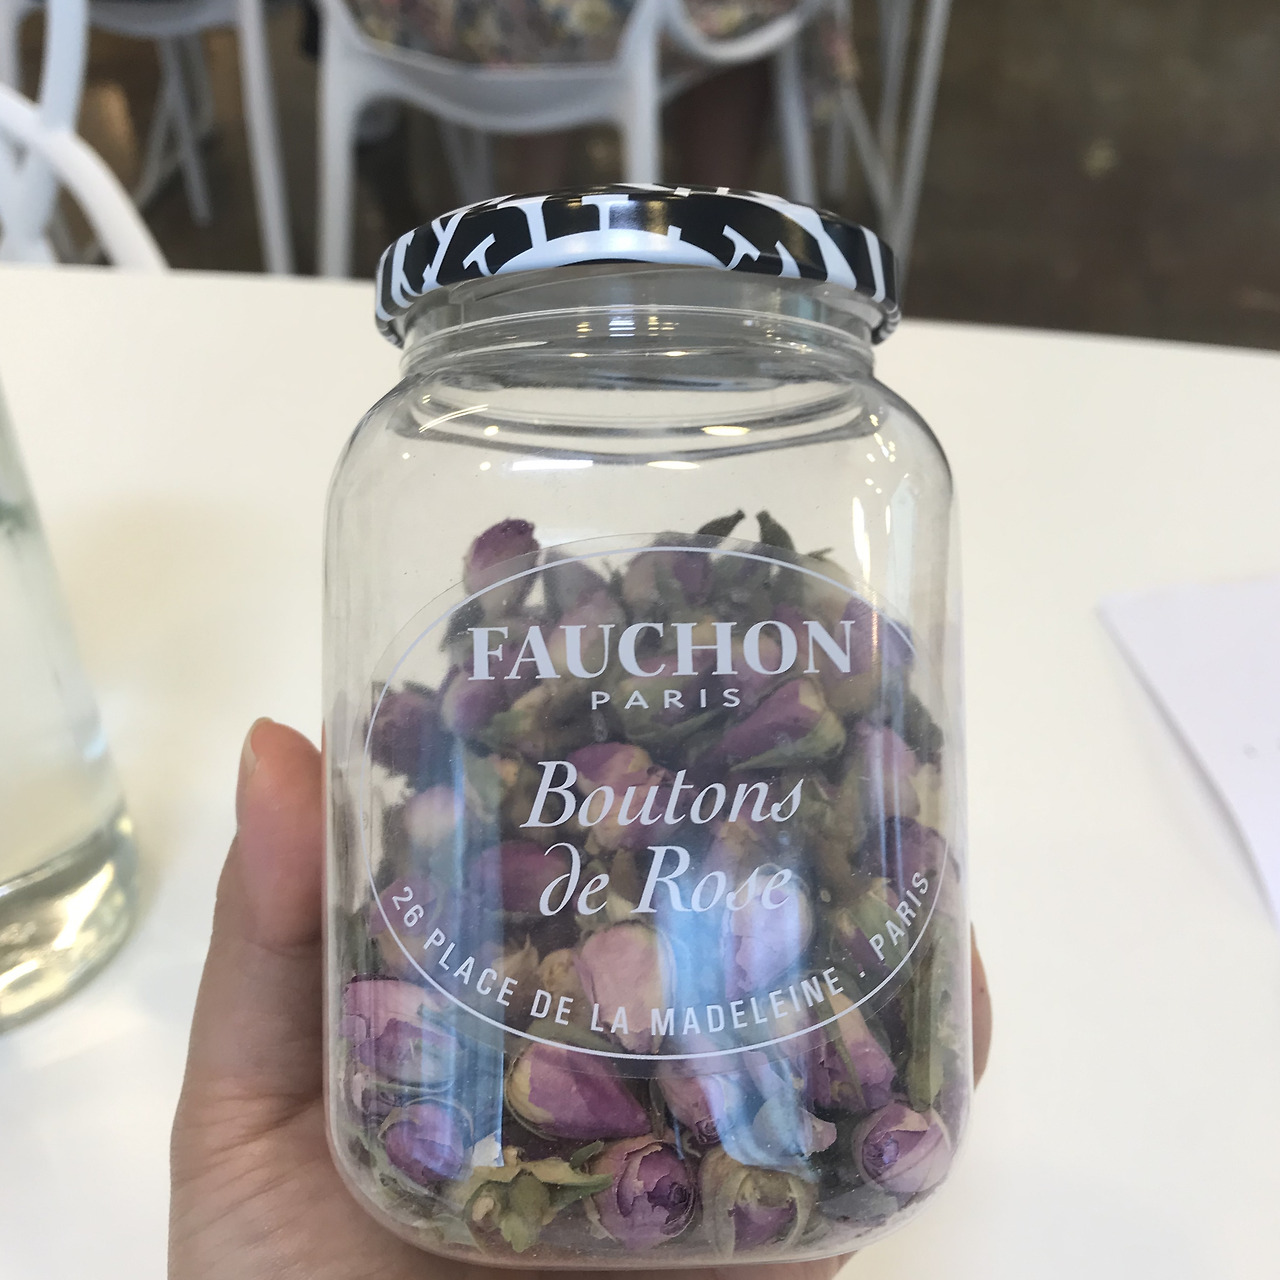 FAUCHON
PARIS
Boutons
de Rose
26 PLACE DE LA MADELEINE . PARIS